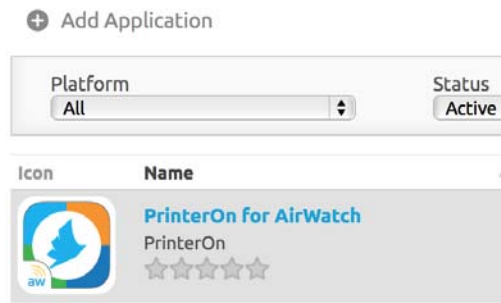 Add Application
Platform
Status
All
Active
Icon
Name
PrinterOn for AirWatch
PrinterOn
aw